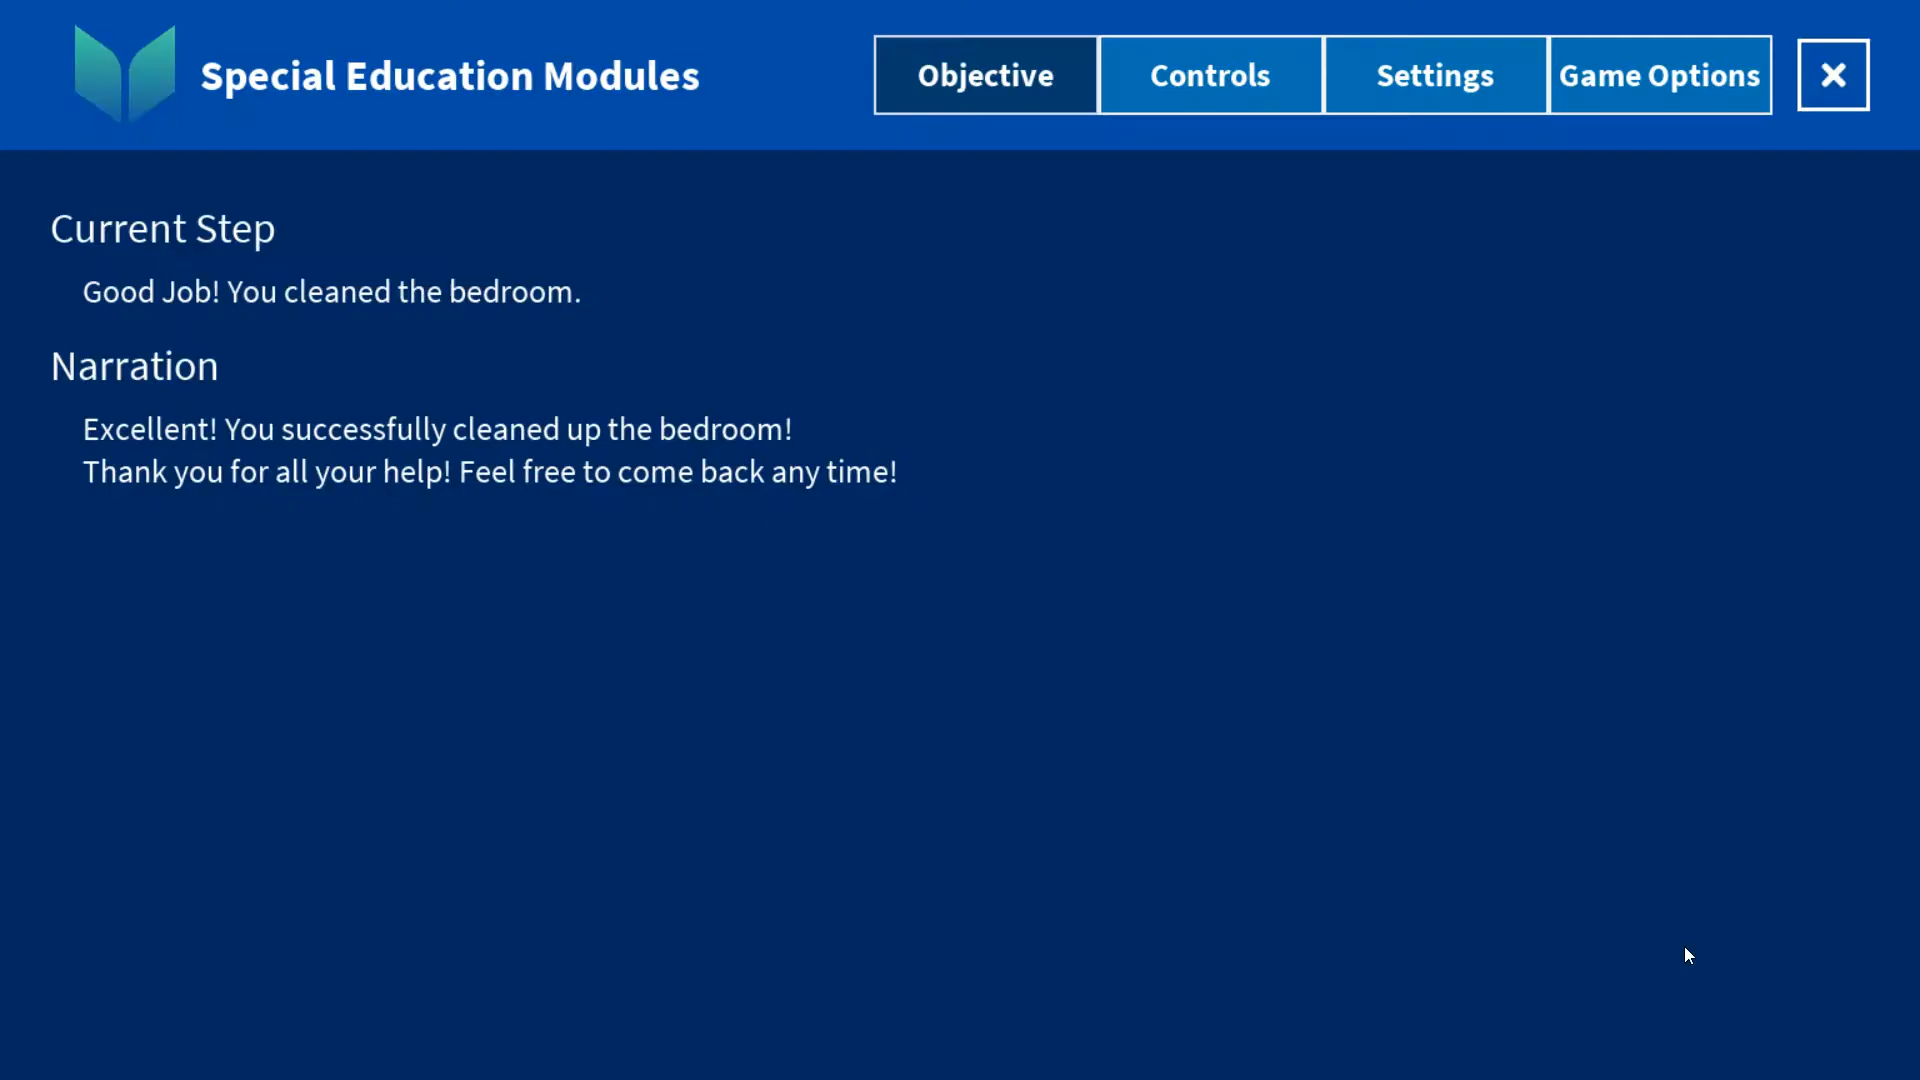 Special Education Modules
Objective
Controls
Settings
Game Options
Current Step
Good Job! You cleaned the bedroom.
Narration
Excellent! You successfully cleaned up the bedroom!
Thank you for all your help! Feel free to come back any time!